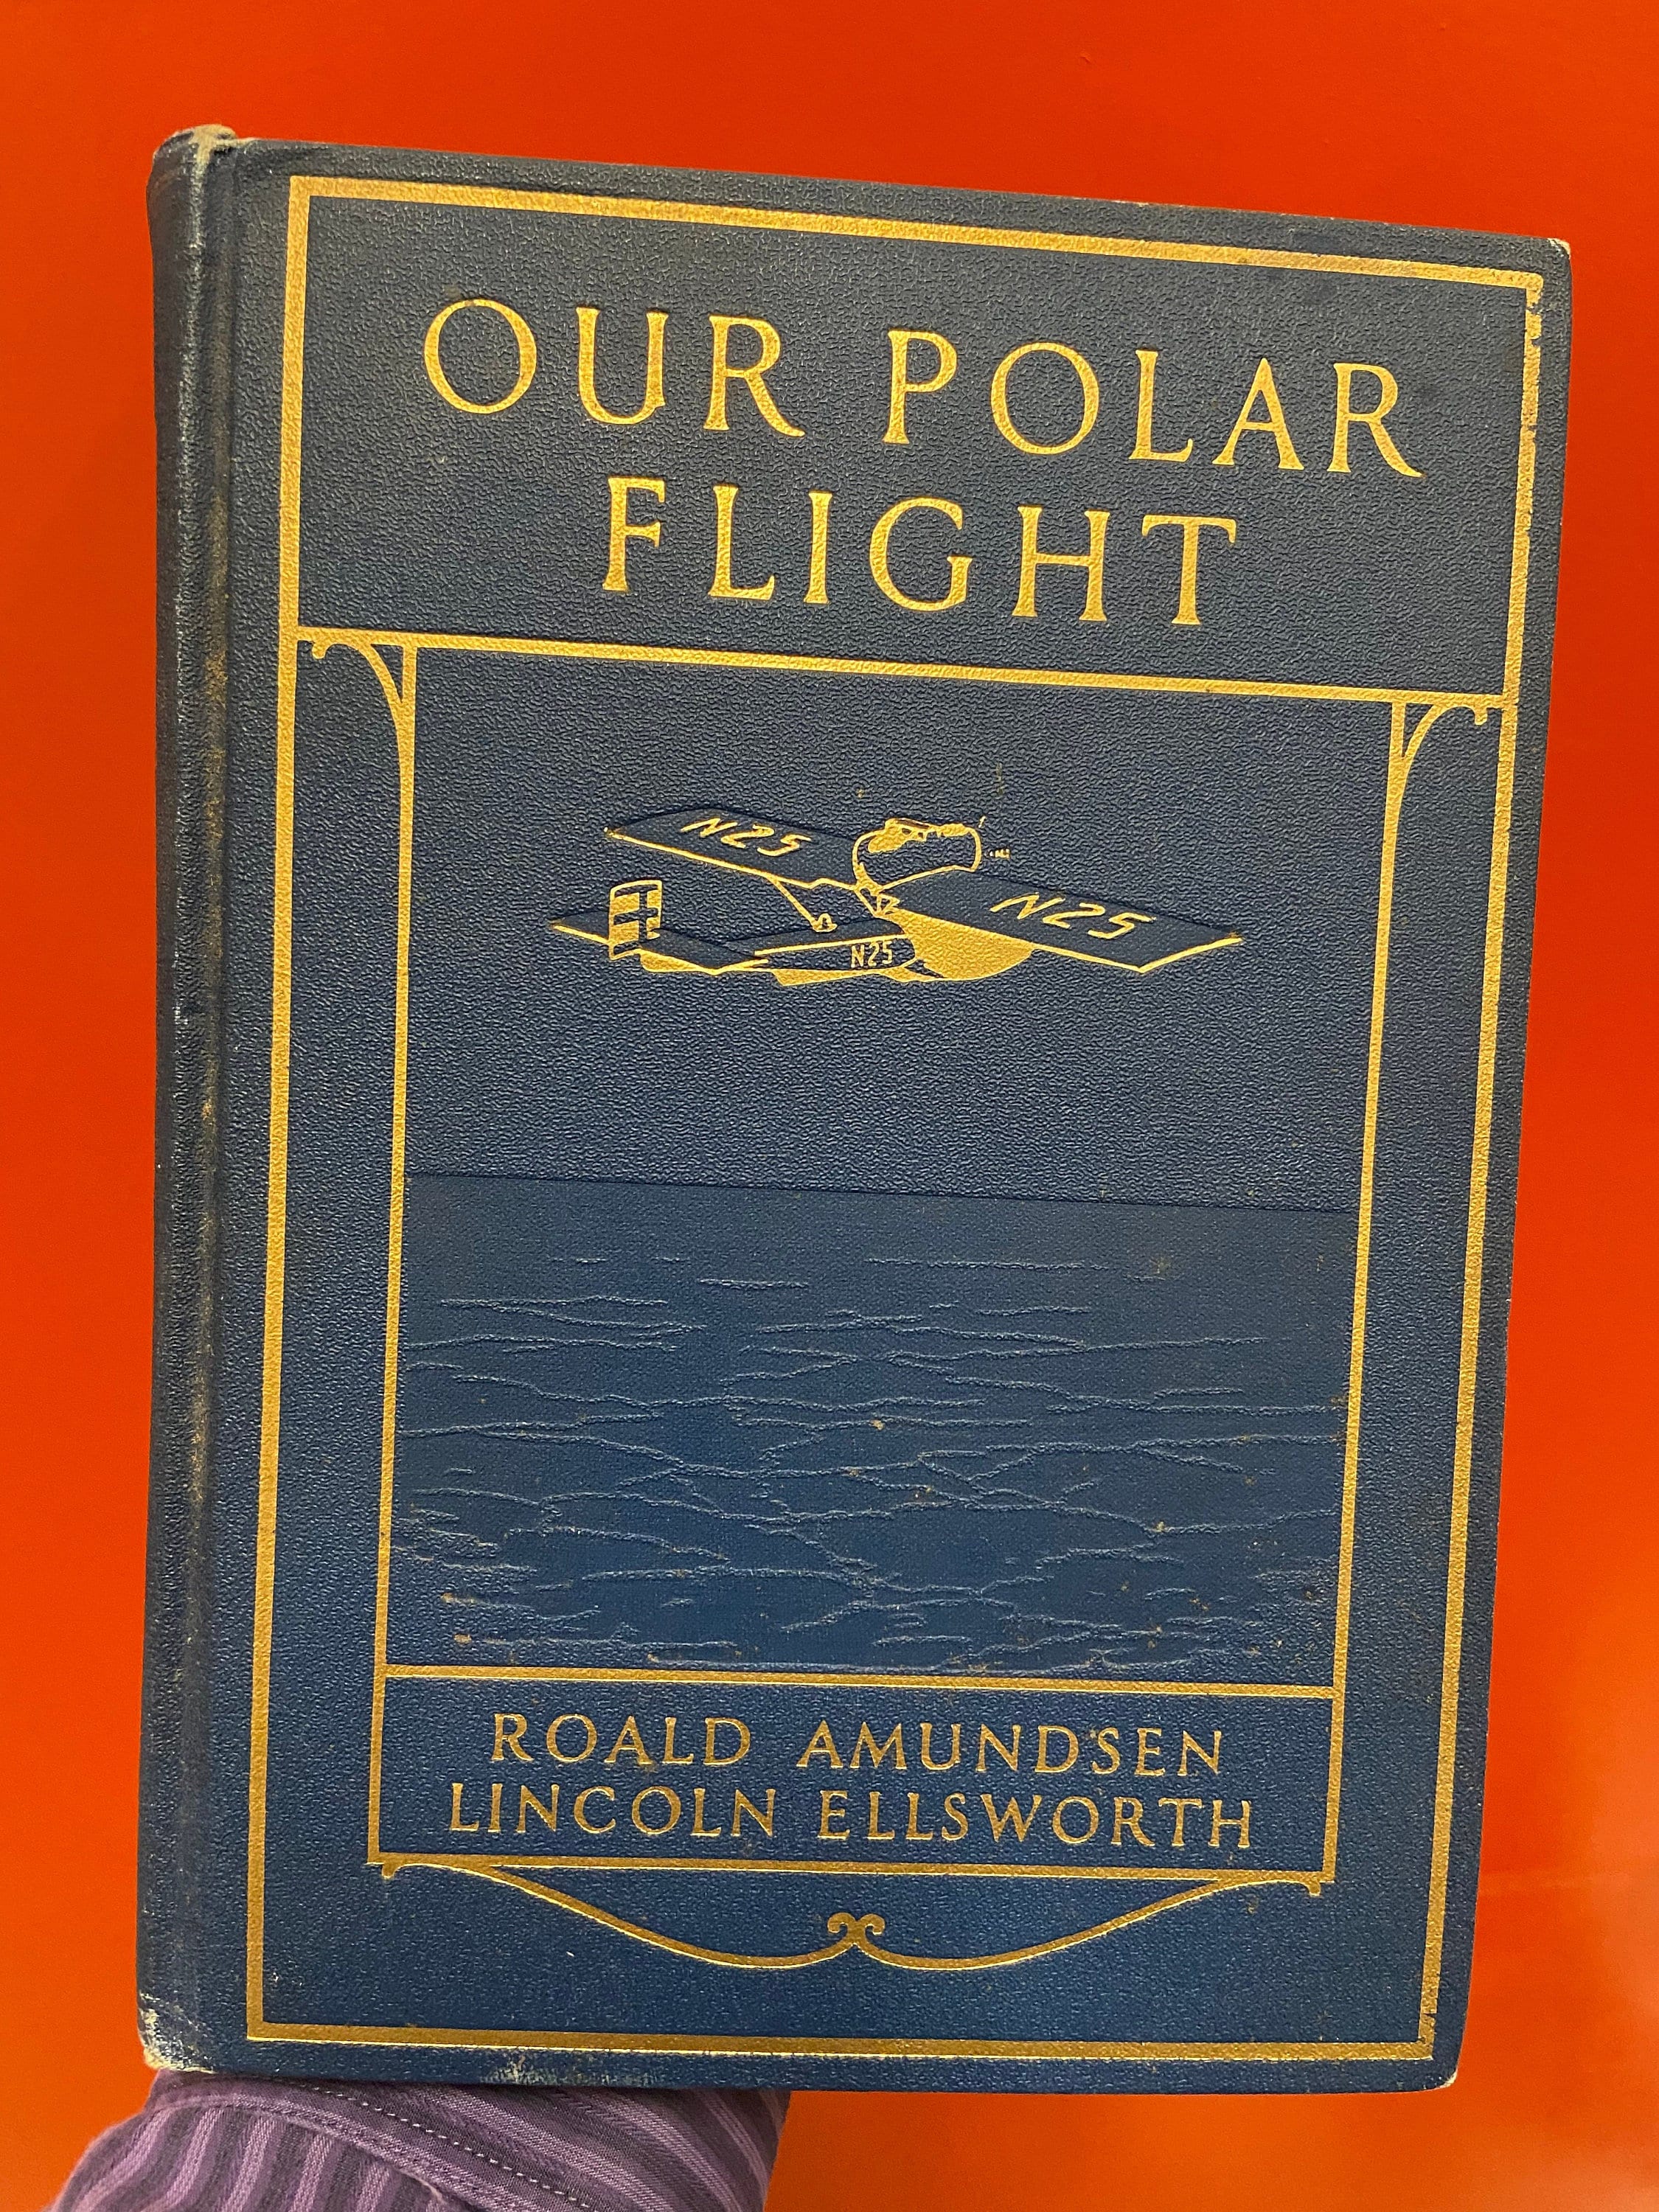 OUR POLAR
FLIGHT
N25
N25
N25
ROALD AMUNDSEN
LINCOLN ELLSWORTH